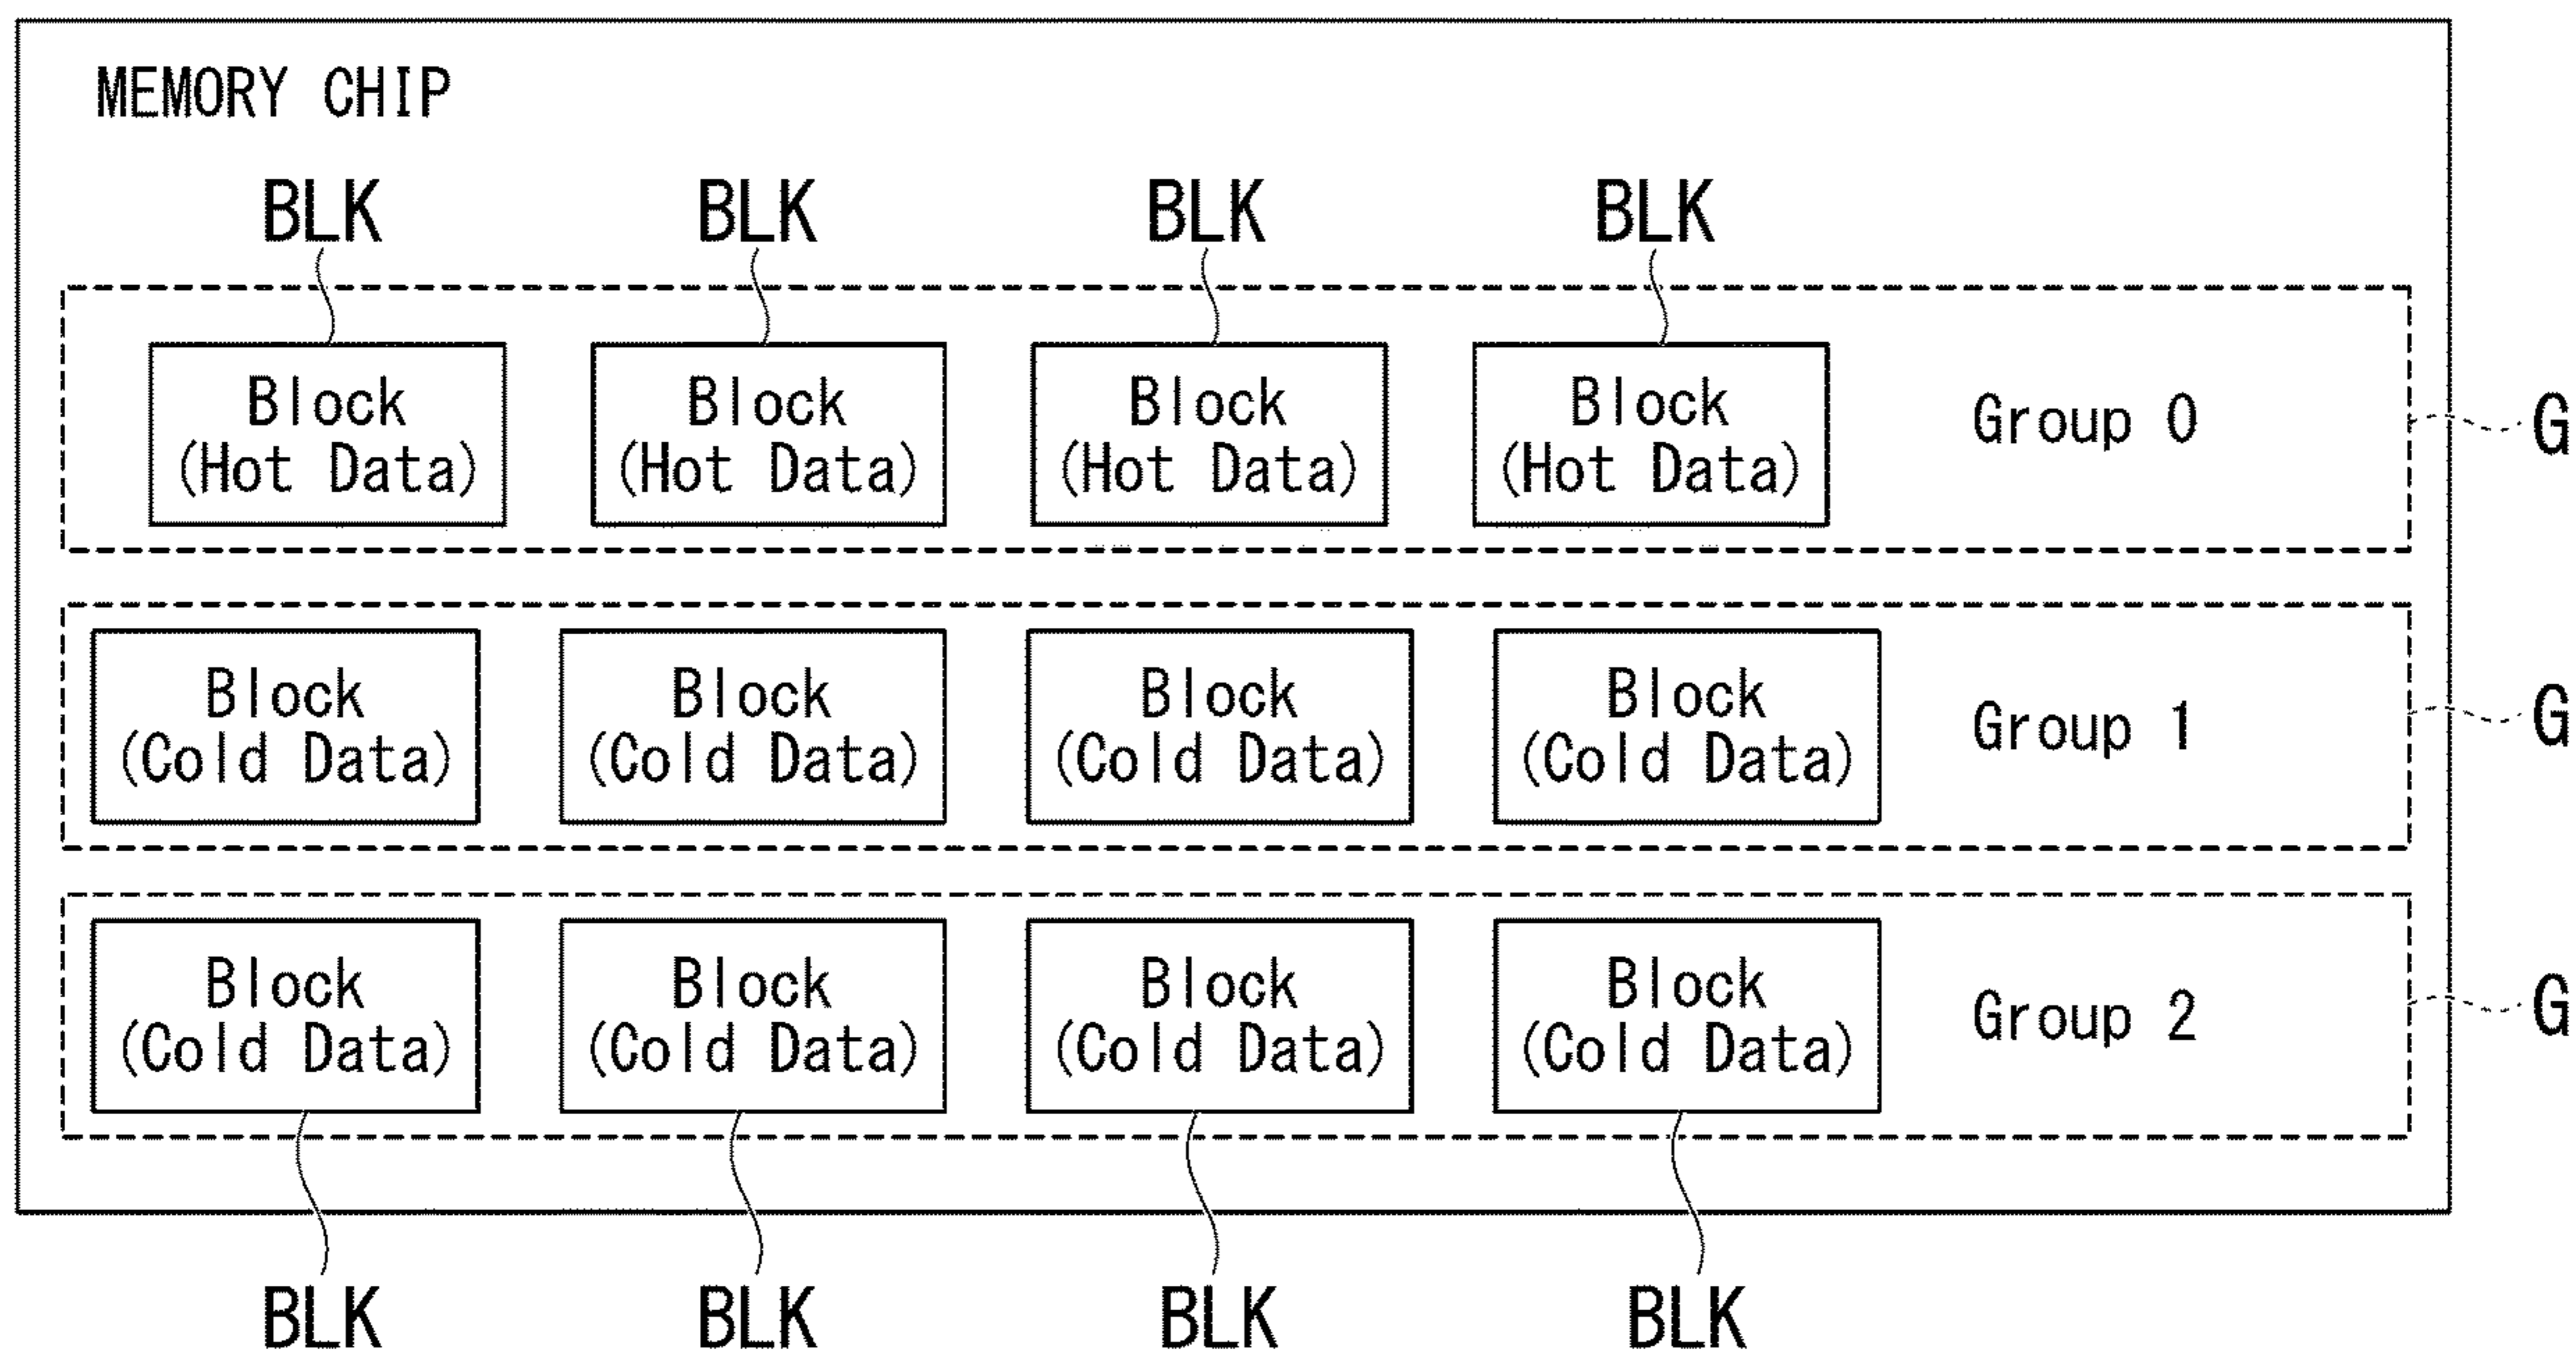 MEMORY CHIP
BLK BLK BLK BLK
Block Block Block Block
(Hot Data) (Hot Data) (Hot Data) (Hot Data)
Group 0 G
Block Block Block Block
(Cold Data) (Cold Data) (Cold Data) (Cold Data)
Group 1 G
Block Block Block Block
(Cold Data) (Cold Data) (Cold Data) (Cold Data)
Group 2 G
BLK BLK BLK BLK